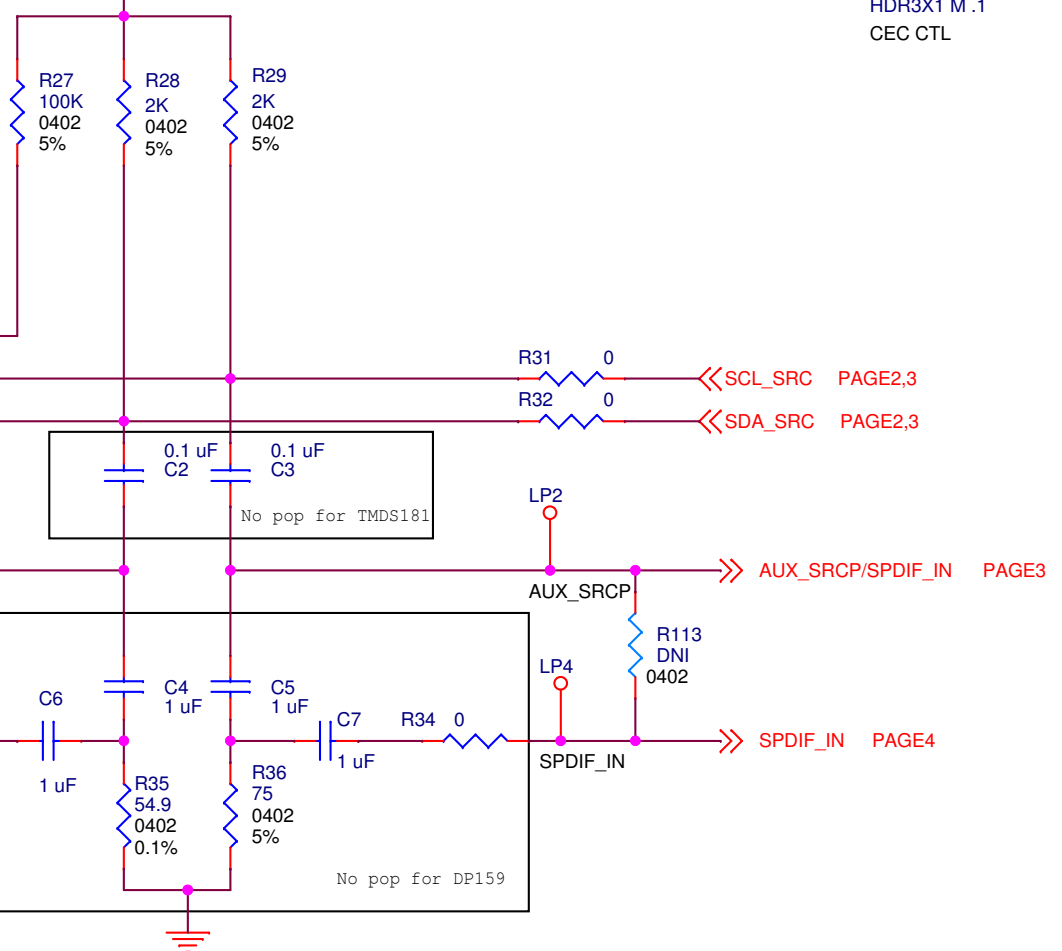 HDR3X1 M .1
CEC CTL
R27
100K
0402
5%
R28
2K
0402
5%
R29
2K
0402
5%
R31 0
SCL_SRC PAGE2,3
R32 0
SDA_SRC PAGE2,3
0.1 uF
C2
0.1 uF
C3
No pop for TMDS181
LP2
AUX_SRCP/SPDIF_IN PAGE3
AUX_SRCP
R113
DNI
0402
LP4
C6
1 uF
C4
1 uF
C5
1 uF
C7
1 uF
R34 0
SPDIF_IN PAGE4
SPDIF_IN
R35
54.9
0402
0.1%
R36
75
0402
5%
No pop for DP159